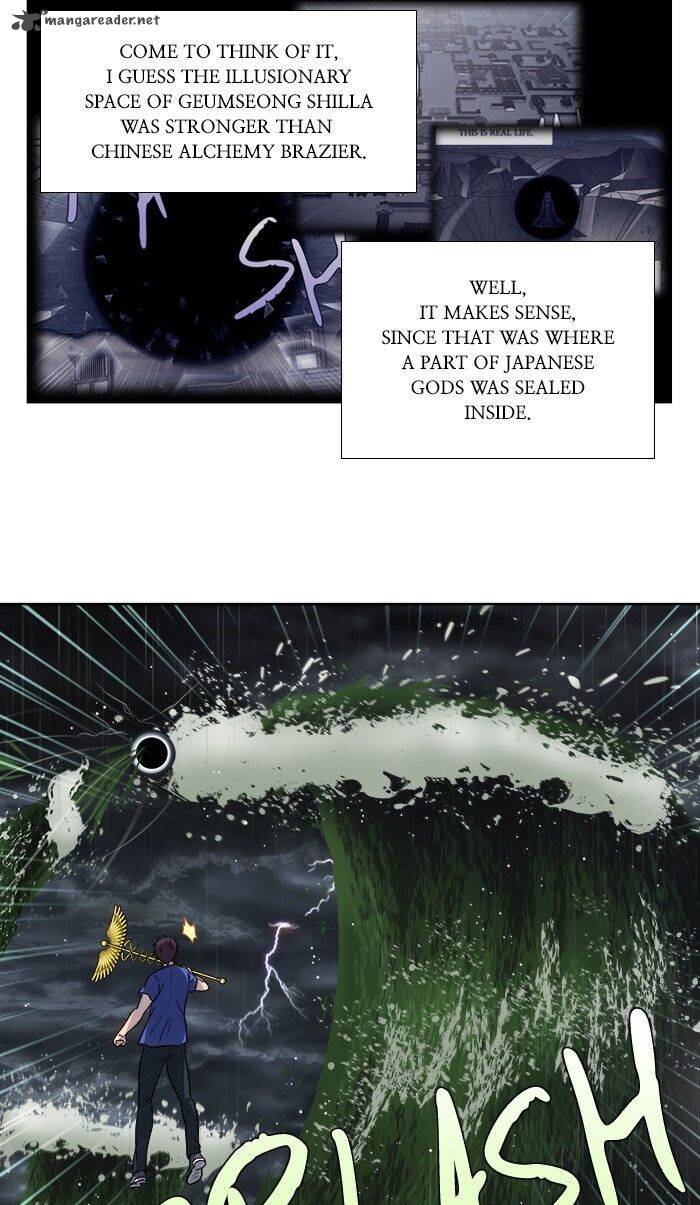 mangareader.net
COME TO THINK OF IT,
I GUESS THE ILLUSIONARY
SPACE OF GEUMSEONG SHILLA
WAS STRONGER THAN
CHINESE ALCHEMY BRAZIER.
THIS IS REAL LIFE.
SH
WELL,
IT MAKES SENSE,
SINCE THAT WAS WHERE
A PART OF JAPANESE
GODS WAS SEALED
INSIDE.
SPLASH